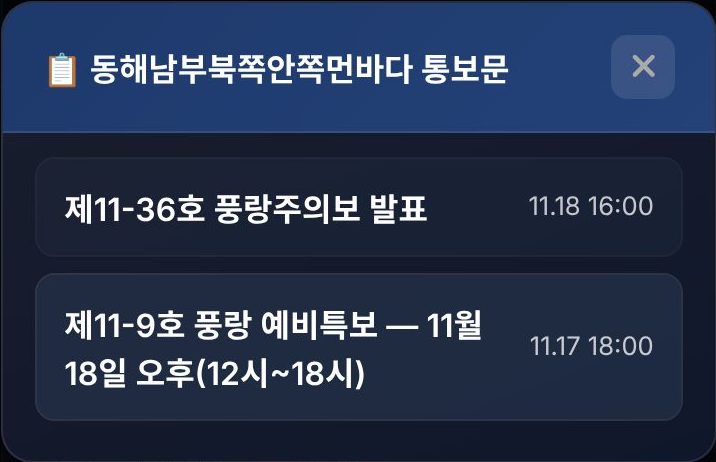 📋 동해남부북쪽안쪽먼바다 통보문
제11-36호 풍랑주의보 발표
11.18 16:00
제11-9호 풍랑 예비특보 — 11월
18일 오후(12시~18시)
11.17 18:00